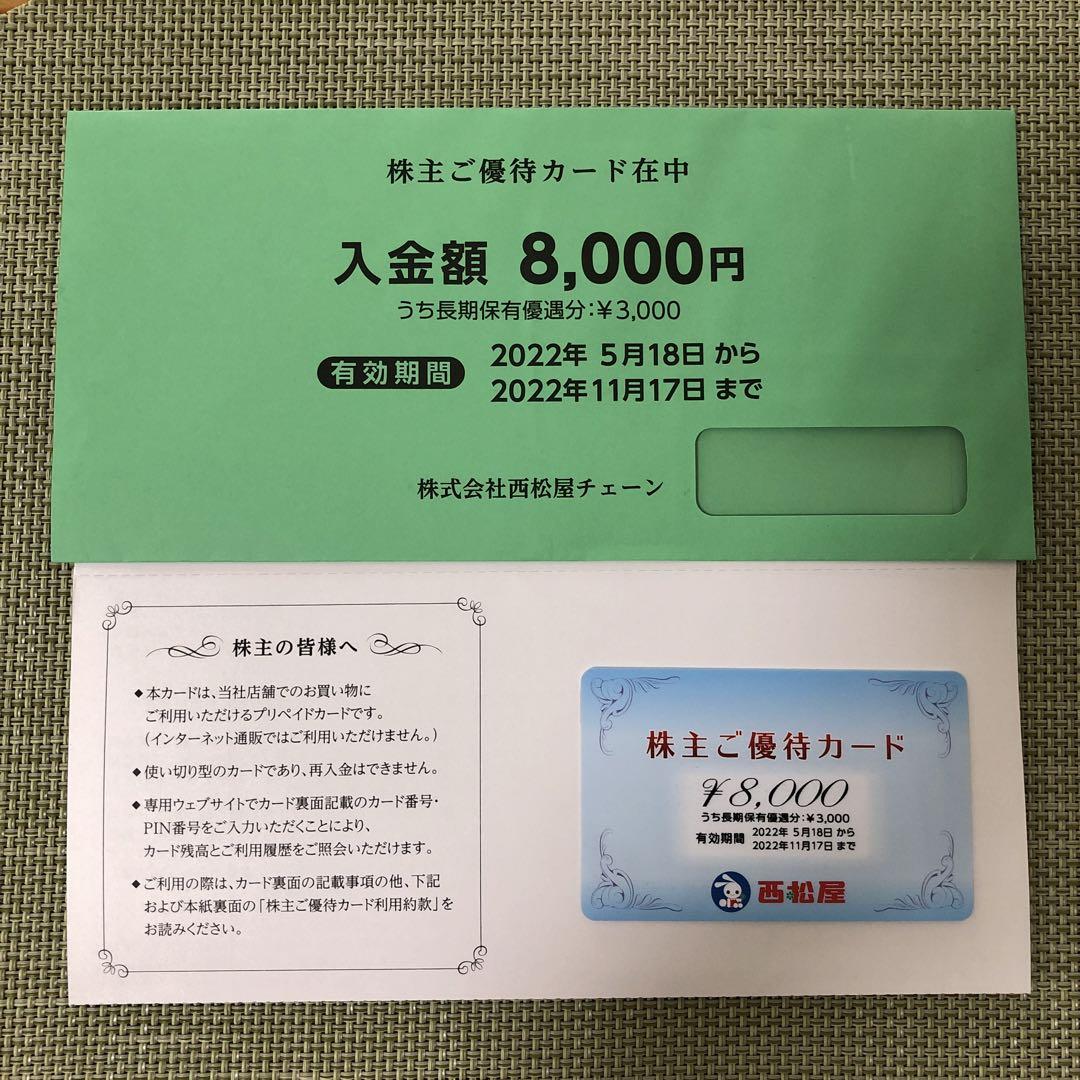 株主ご優待カード在中
入金額 8,000円
うち長期保有優遇分:¥3,000
有効期間
2022年 5月18日 から
2022年11月17日 まで
株式会社西松屋チェーン
株主の皆様へ
◆本カードは、当社店舗でのお買い物に
ご利用いただけるプリペイドカードです。
(インターネット通販ではご利用いただけません。)
◆使い切り型のカードであり、再入金はできません。
◆専用ウェブサイトでカード裏面記載のカード番号・
PIN番号をご入力いただくことにより、
カード残高とご利用履歴をご照会いただけます。
◆ご利用の際は、カード裏面の記載事項の他、下記
および本紙裏面の「株主ご優待カード利用約款」を
お読みください。
株主ご優待カード
¥8,000
うち長期保有優遇分:¥3,000
有効期間
2022年 5月18日 から
2022年11月17日 まで
西松屋